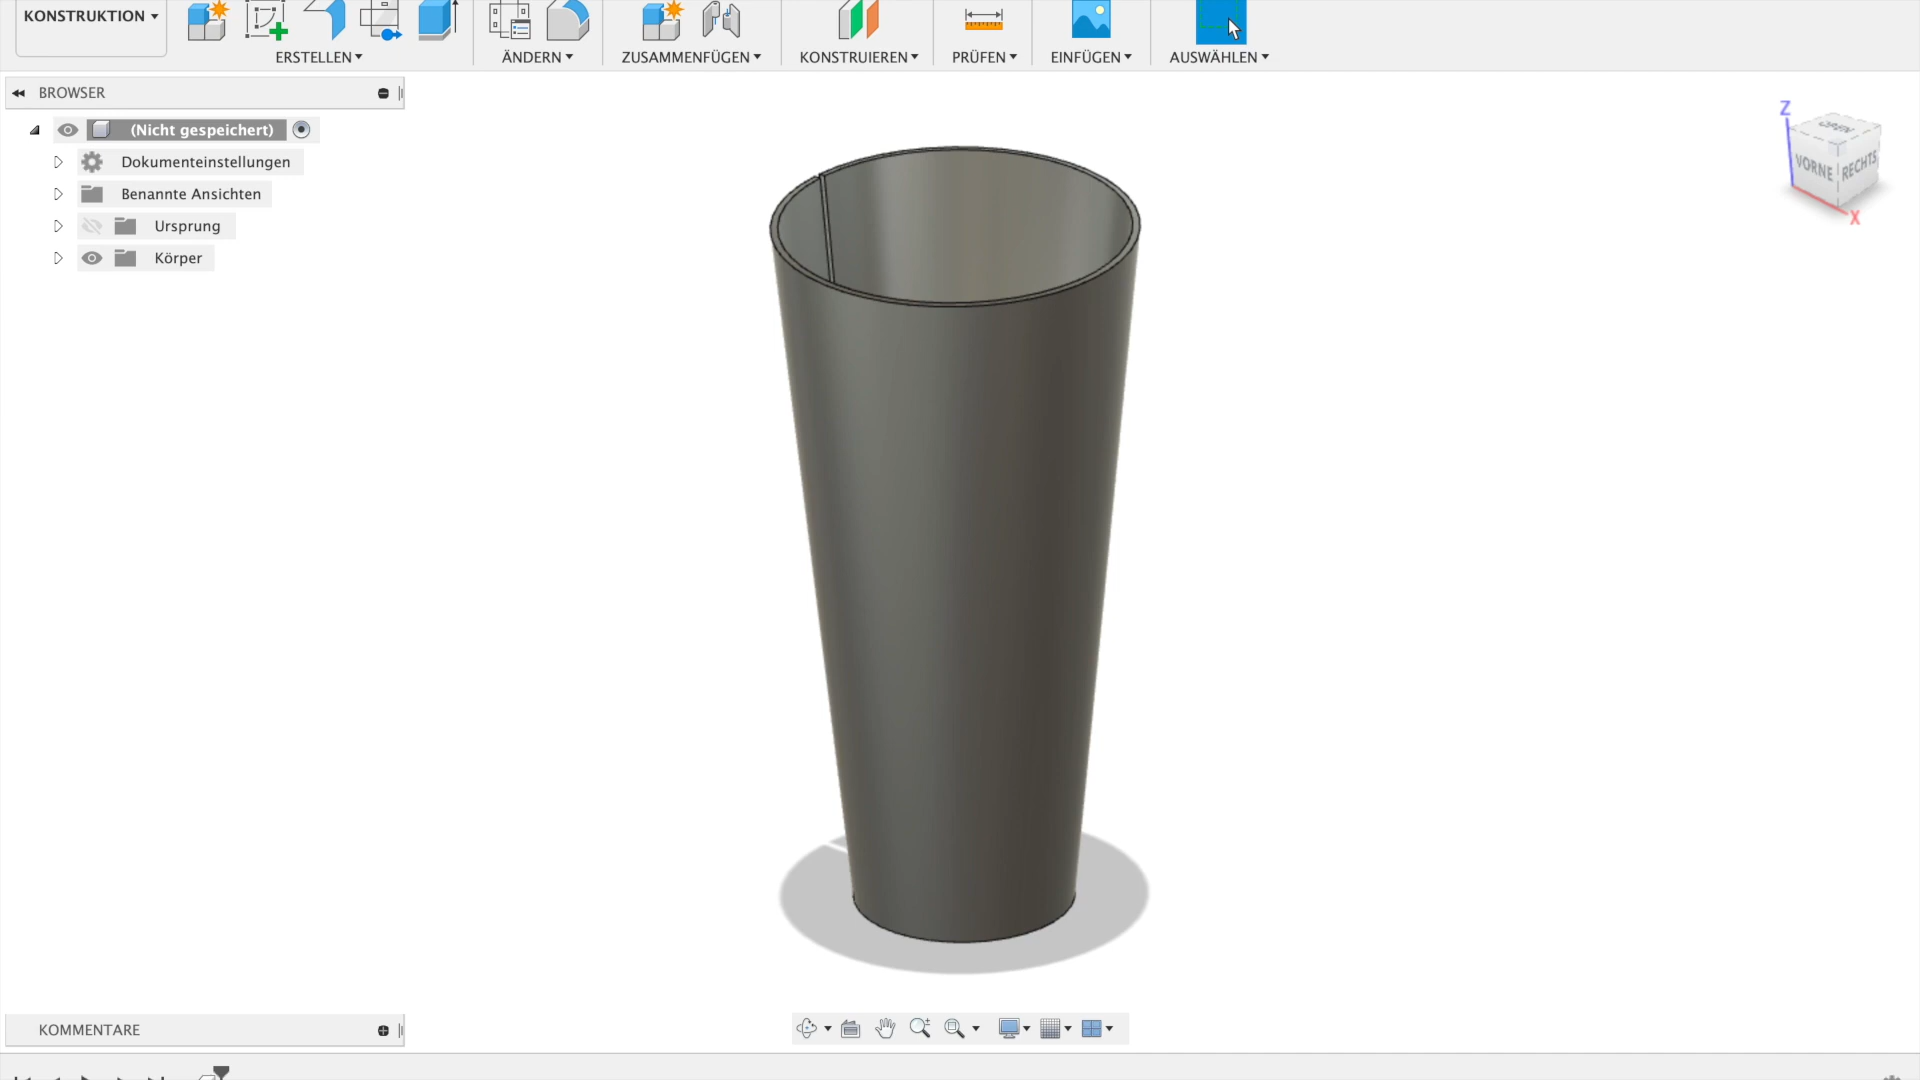 KONSTRUKTION
ERSTELLEN
ÄNDERN
ZUSAMMENFÜGEN
KONSTRUIEREN
PRÜFEN
EINFÜGEN
AUSWÄHLEN
BROWSER
(Nicht gespeichert)
Dokumenteinstellungen
Benannte Ansichten
Ursprung
Körper
Z
OBEN
VORNE
RECHTS
X
KOMMENTARE